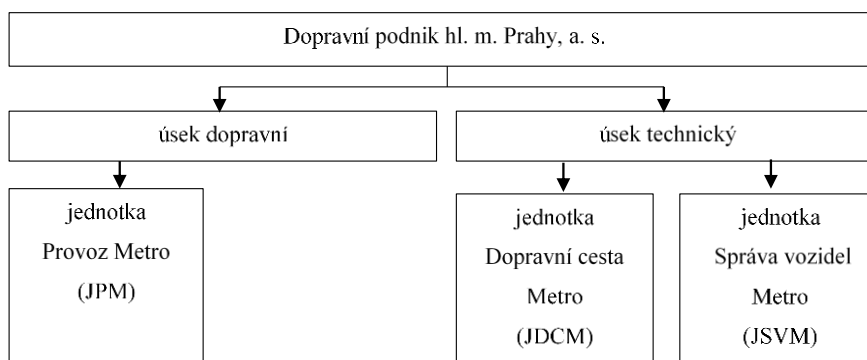 Dopravní podnik hl. m. Prahy, a. s.
úsek dopravní
úsek technický
jednotka
Provoz Metro
(JPM)
jednotka
Dopravní cesta
Metro
(JDCM)
jednotka
Správa vozidel
Metro
(JSVM)